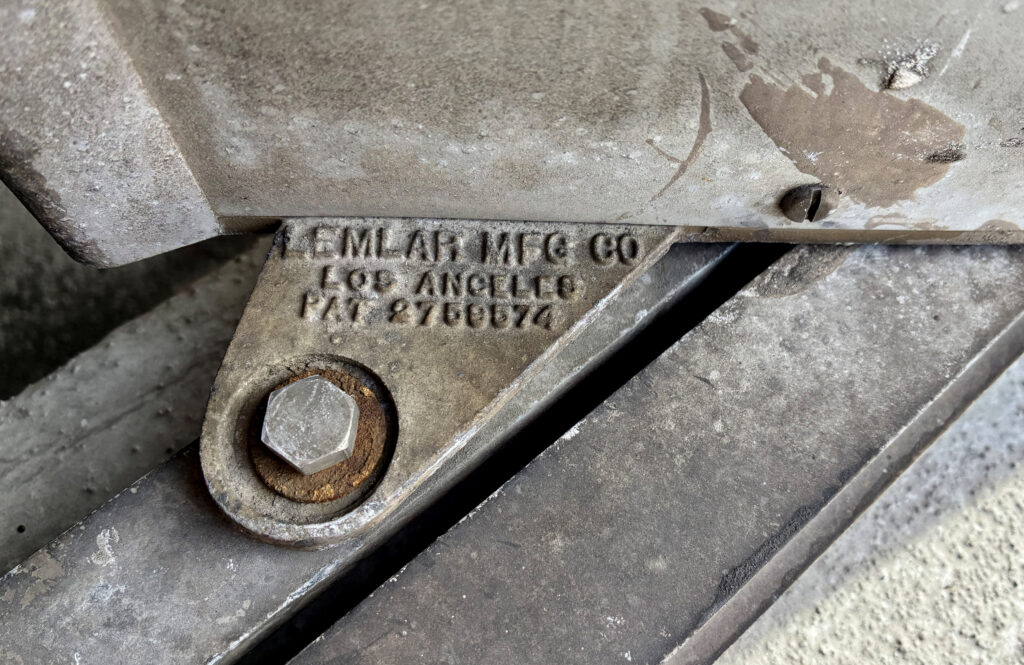 LEMLAR MFG CO
LOS ANGELES
PAT 2759574